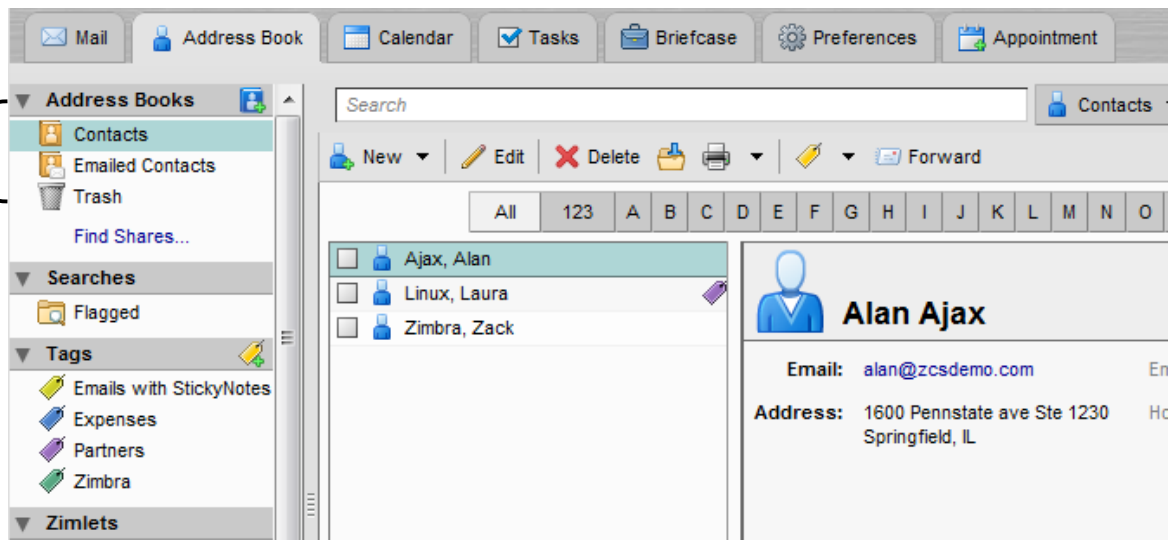 Mail Address Book Calendar Tasks Briefcase Preferences Appointment
Address Books
Contacts
Emailed Contacts
Trash
Find Shares...
Searches
Flagged
Tags
Emails with StickyNotes
Expenses
Partners
Zimbra
Zimlets
Search
Contacts
New Edit Delete Forward
All 123 A B C D E F G H I J K L M N O
Ajax, Alan
Linux, Laura
Zimbra, Zack
Alan Ajax
Email: alan@zcsdemo.com
Address: 1600 Pennstate ave Ste 1230
Springfield, IL